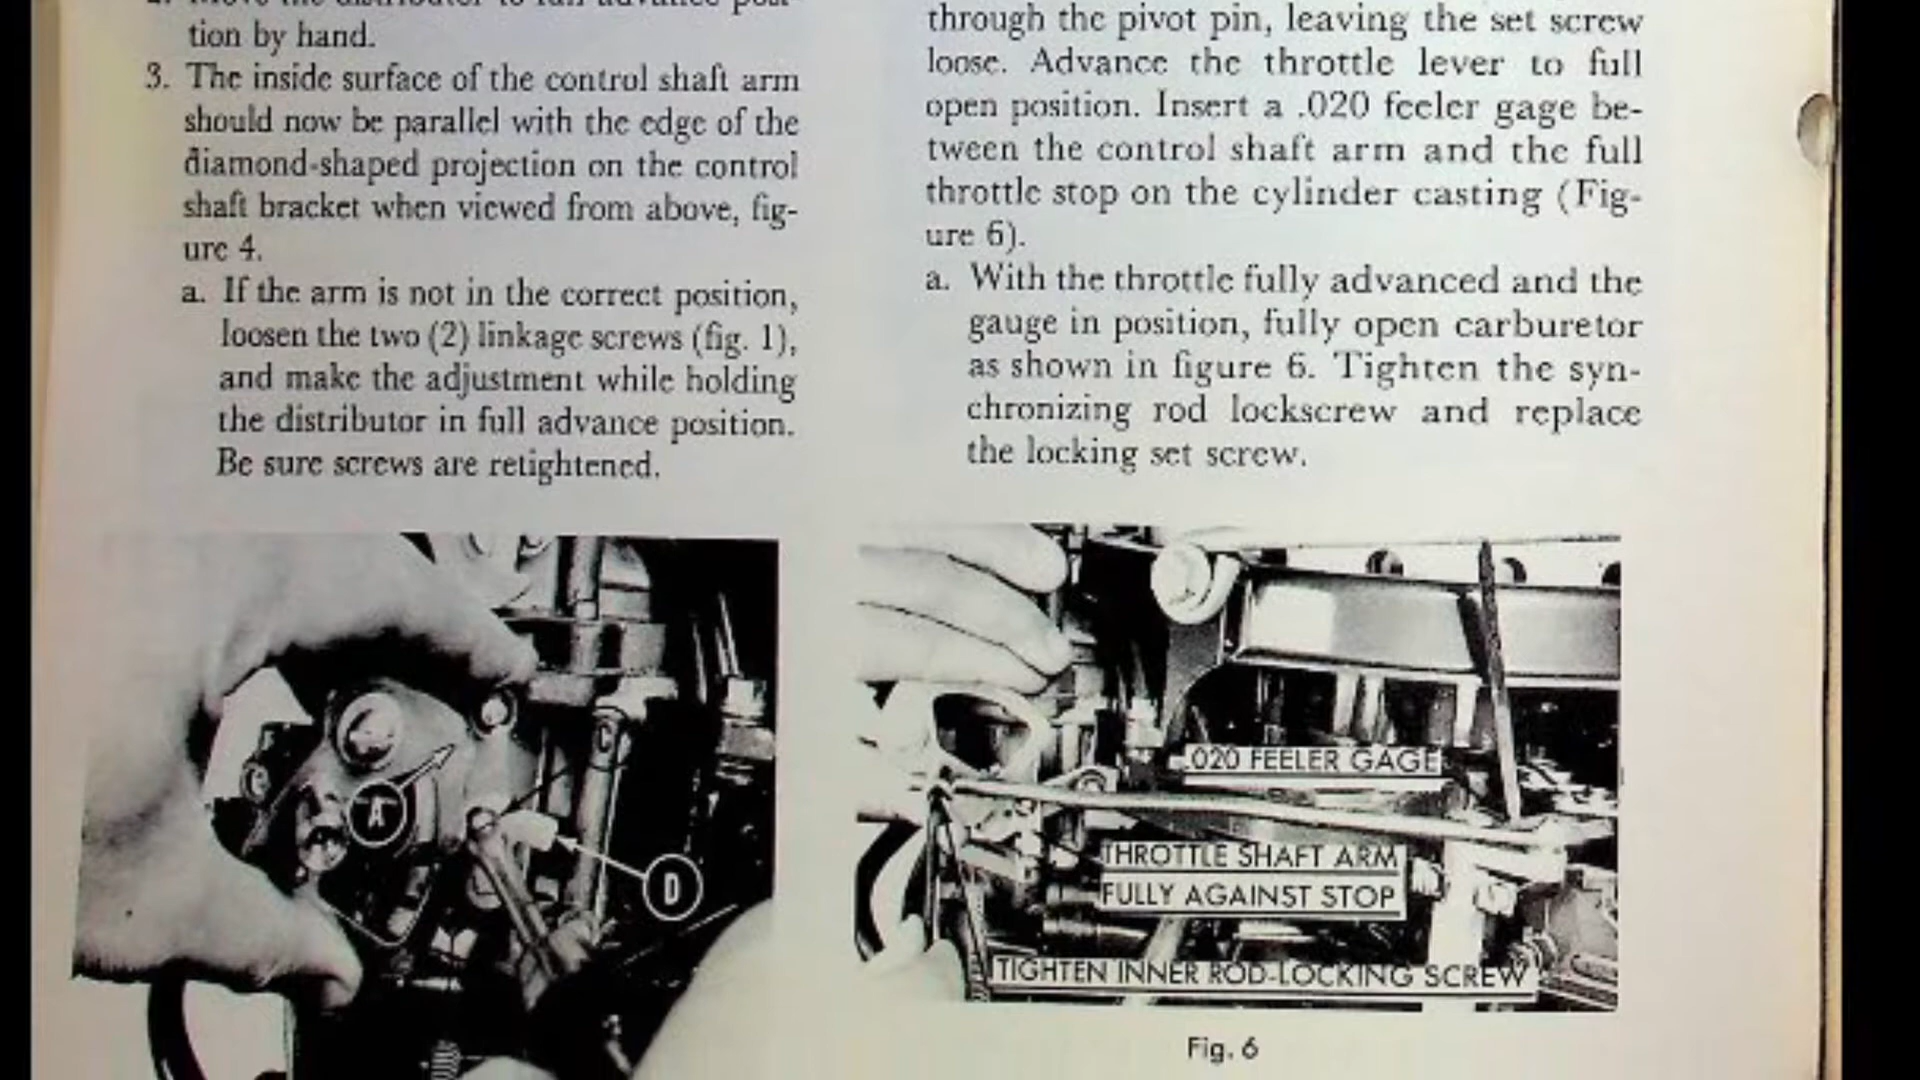 2. Move the distributor to full advance posi-
tion by hand.
3. The inside surface of the control shaft arm
should now be parallel with the edge of the
diamond-shaped projection on the control
shaft bracket when viewed from above, fig-
ure 4.
a. If the arm is not in the correct position,
loosen the two (2) linkage screws (fig. 1),
and make the adjustment while holding
the distributor in full advance position.
Be sure screws are retightened.
through the pivot pin, leaving the set screw
loose. Advance the throttle lever to full
open position. Insert a .020 feeler gage be-
tween the control shaft arm and the full
throttle stop on the cylinder casting (Fig-
ure 6).
a. With the throttle fully advanced and the
gauge in position, fully open carburetor
as shown in figure 6. Tighten the syn-
chronizing rod lockscrew and replace
the locking set screw.
C
A
D
.020 FEELER GAGE
THROTTLE SHAFT ARM
FULLY AGAINST STOP
TIGHTEN INNER ROD-LOCKING SCREW
Fig. 6